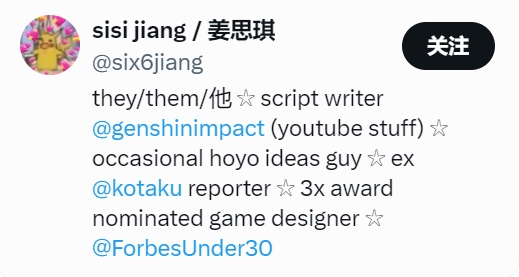 sisi jiang / 姜思琪
关注
@six6jiang
they/them/他 ☆ script writer
@genshinimpact (youtube stuff) ☆
occasional hoyo ideas guy ☆ ex
@kotaku reporter ☆ 3x award
nominated game designer ☆
@ForbesUnder30